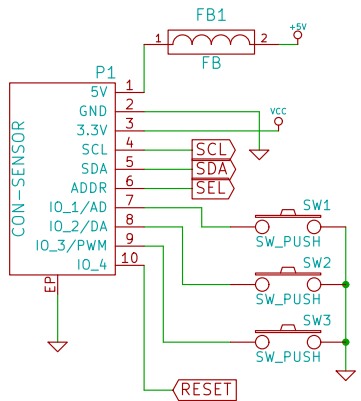 FB1
+5V
1 2
FB
P1
5V 1
GND 2
VCC
3.3V 3
SCL 4 SCL
SDA 5 SDA
ADDR 6 SEL
IO_1/AD 7
IO_2/DA 8
IO_3/PWM 9
IO_4 10
CON-SENSOR
EP
SW1
SW_PUSH
SW2
SW_PUSH
SW3
SW_PUSH
RESET